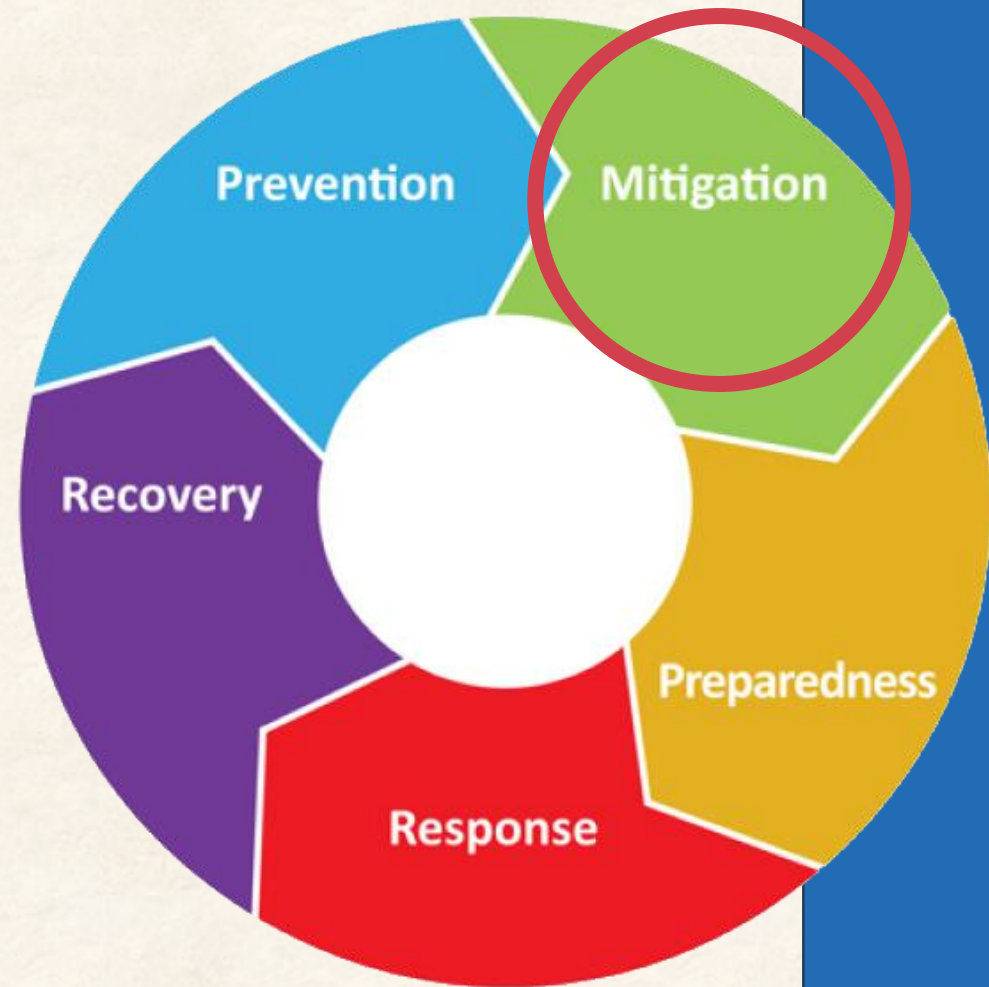 Prevention
Mitigation
Recovery
Preparedness
Response